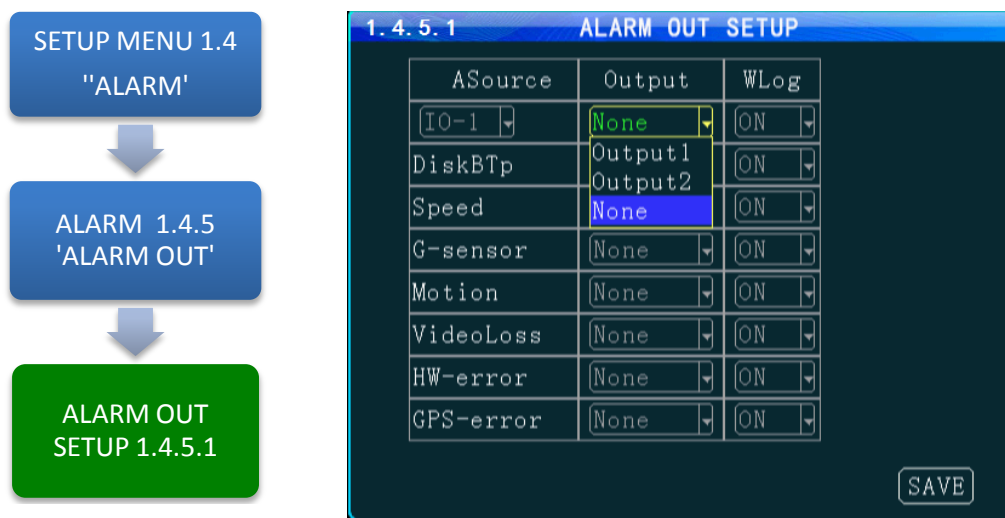 SETUP MENU 1.4
''ALARM'
ALARM 1.4.5
'ALARM OUT'
ALARM OUT
SETUP 1.4.5.1
1.4.5.1 ALARM OUT SETUP
ASource Output WLog
IO-1 None ON
DiskBTp Output1 ON
Output2
Speed None ON
G-sensor None ON
Motion None ON
VideoLoss None ON
HW-error None ON
GPS-error None ON
SAVE